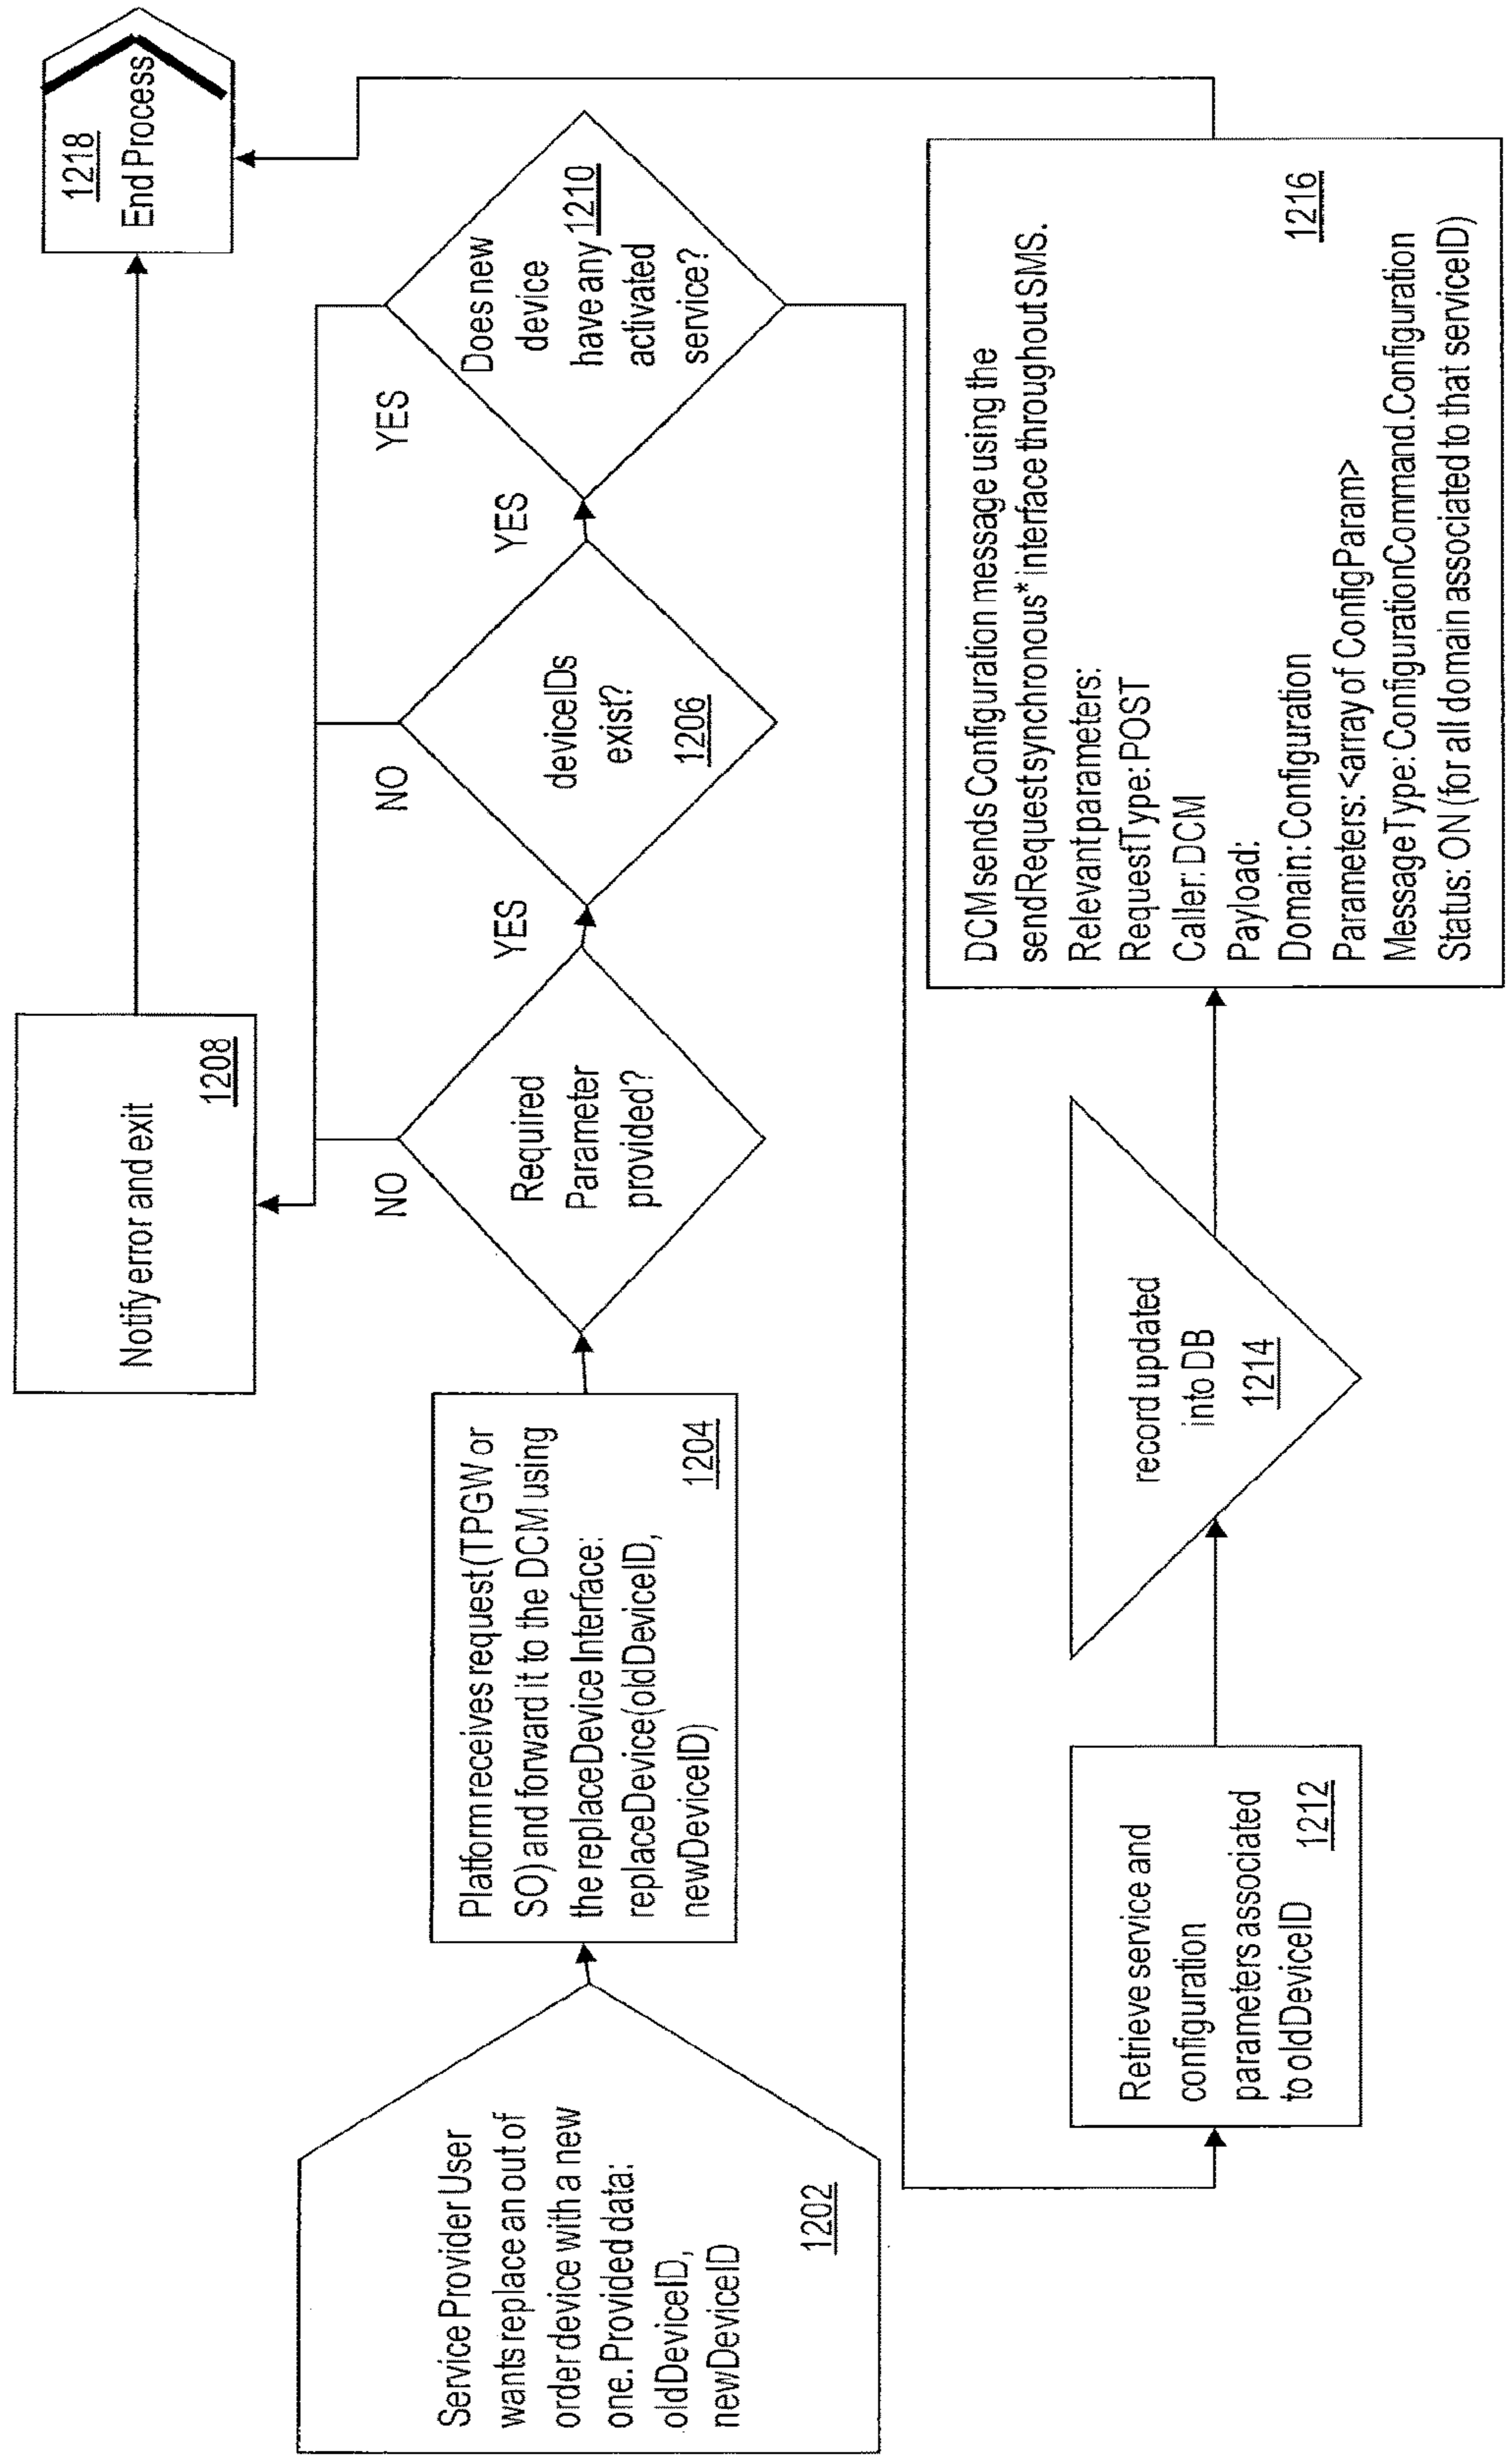 Service Provider User
wants replace an out of
order device with a new
one. Provided data:
oldDeviceID,
newDeviceID
1202
Platform receives request (TPGW or
SO) and forward it to the DCM using
the replaceDevice Interface:
replaceDevice(oldDeviceID,
newDeviceID)
1204
Required
Parameter
provided?
NO
YES
deviceIDs
exist?
1206
NO
YES
Does new
device
have any 1210
activated
service?
YES
Notify error and exit
1208
1218
End Process
Retrieve service and
configuration
parameters associated
to oldDeviceID
1212
record updated
into DB
1214
DCM sends Configuration message using the
sendRequestsynchronous* interface throughout SMS.
Relevant parameters:
RequestType: POST
Caller: DCM
Payload:
Domain: Configuration
Parameters: <array of ConfigParam>
Message Type: ConfigurationCommand.Configuration
Status: ON (for all domain associated to that serviceID)
1216